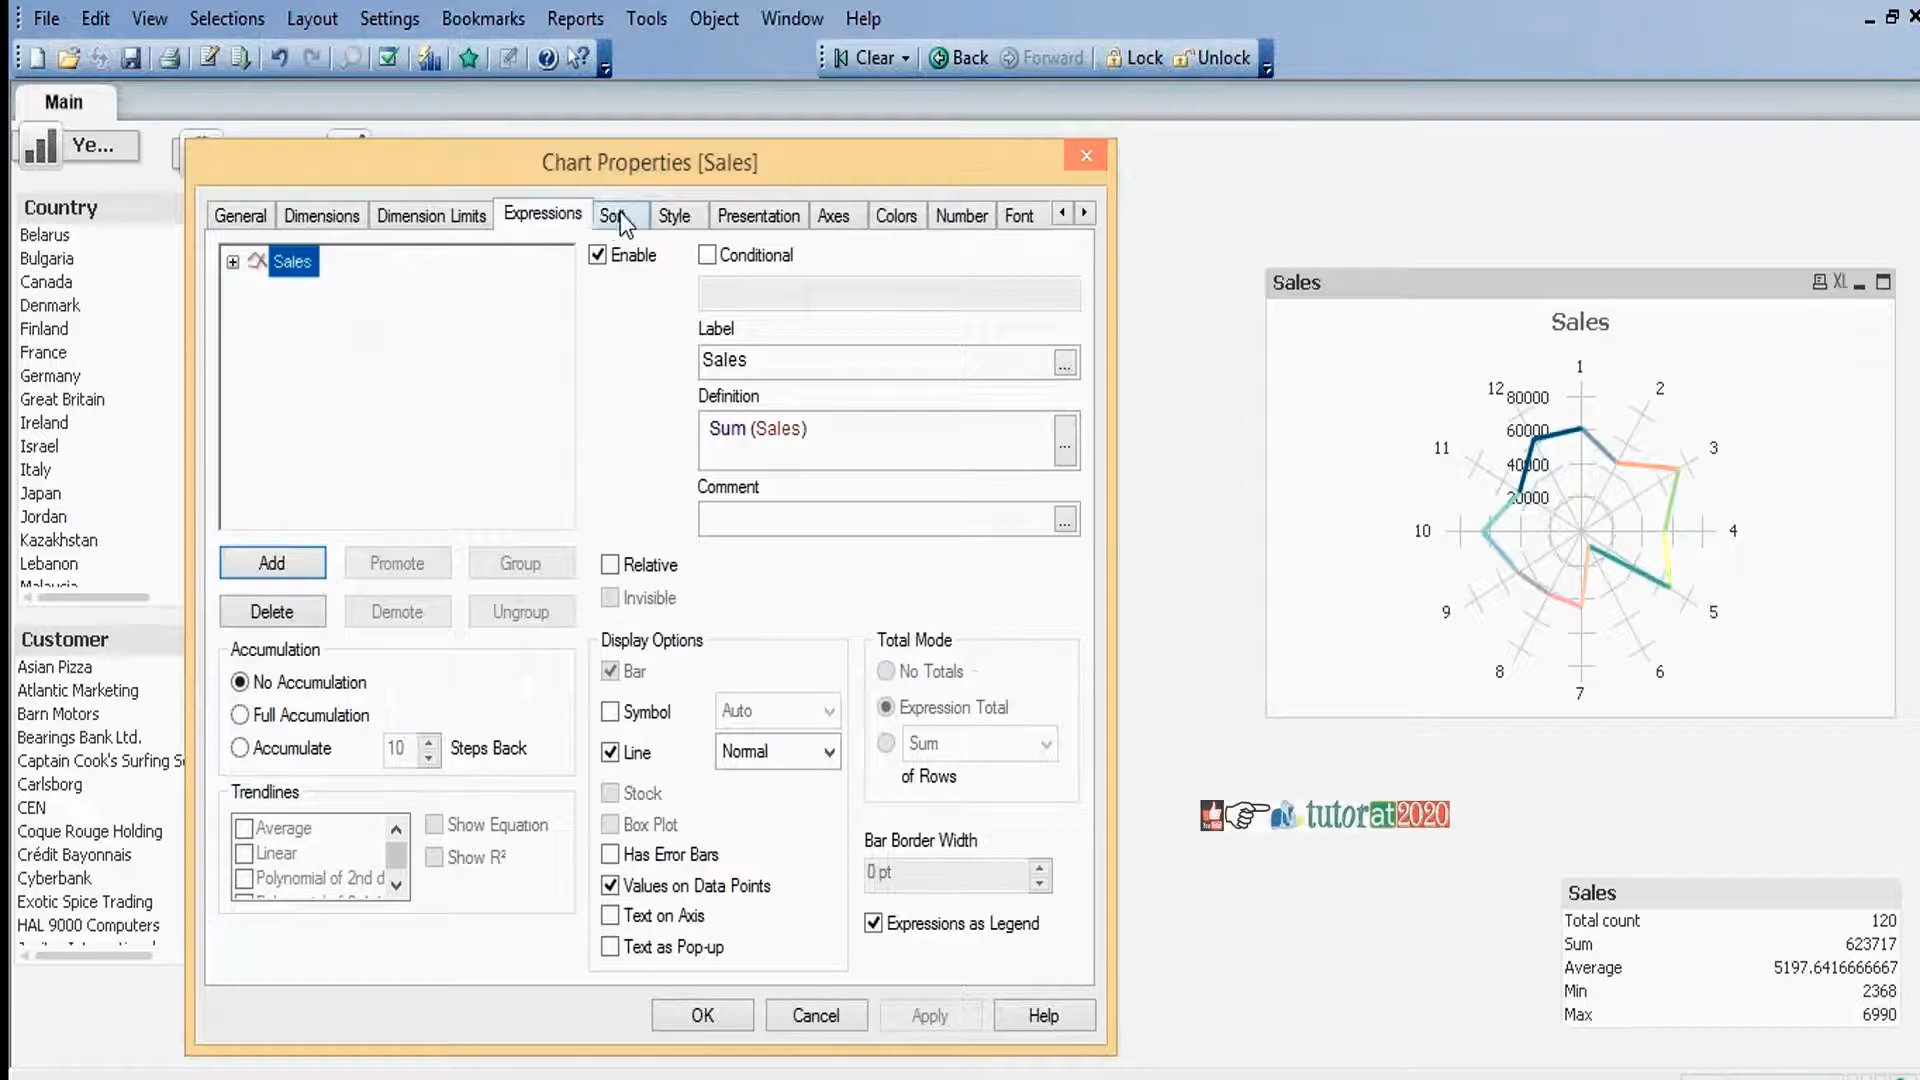 File Edit View Selections Layout Settings Bookmarks Reports Tools Object Window Help
Clear Back Forward Lock Unlock
Main
Ye...
Country
Belarus
Bulgaria
Canada
Denmark
Finland
France
Germany
Great Britain
Ireland
Israel
Italy
Japan
Jordan
Kazakhstan
Lebanon
Customer
Asian Pizza
Atlantic Marketing
Barn Motors
Bearings Bank Ltd.
Captain Cook's Surfing S
Carlsborg
CEN
Coque Rouge Holding
Crédit Bayonnais
Cyberbank
Exotic Spice Trading
HAL 9000 Computers
Chart Properties [Sales]
General Dimensions Dimension Limits Expressions Style Presentation Axes Colors Number Font
Sales
Enable
Conditional
Label
Sales
...
Definition
Sum (Sales)
...
Comment
...
Add Promote Group
Delete Demote Ungroup
Relative
Invisible
Accumulation
No Accumulation
Full Accumulation
Accumulate 10 Steps Back
Trendlines
Average
Linear
Polynomial of 2nd d
Show Equation
Show R²
Display Options
Bar
Symbol Auto
Line Normal
Stock
Box Plot
Has Error Bars
Values on Data Points
Text on Axis
Text as Pop-up
Total Mode
No Totals
Expression Total
Sum
of Rows
Bar Border Width
0 pt
Expressions as Legend
OK Cancel Apply Help
Sales XL
Sales
1
2
3
4
5
6
7
8
9
10
11
12
80000
60000
40000
20000
tutorat2020
Sales
Total count 120
Sum 623717
Average 5197.6416666667
Min 2368
Max 6990